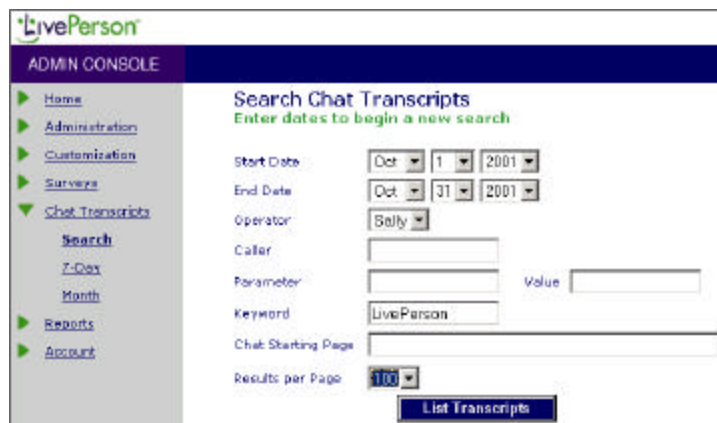 LivePerson
ADMIN CONSOLE
Home
Administration
Customization
Surveys
Chat Transcripts
Search
7-Day
Month
Reports
Account
Search Chat Transcripts
Enter dates to begin a new search
Start Date Oct 1 2001
End Date Oct 31 2001
Operator Sally
Caller
Parameter Value
Keyword LivePerson
Chat Starting Page
Results per Page 100
List Transcripts